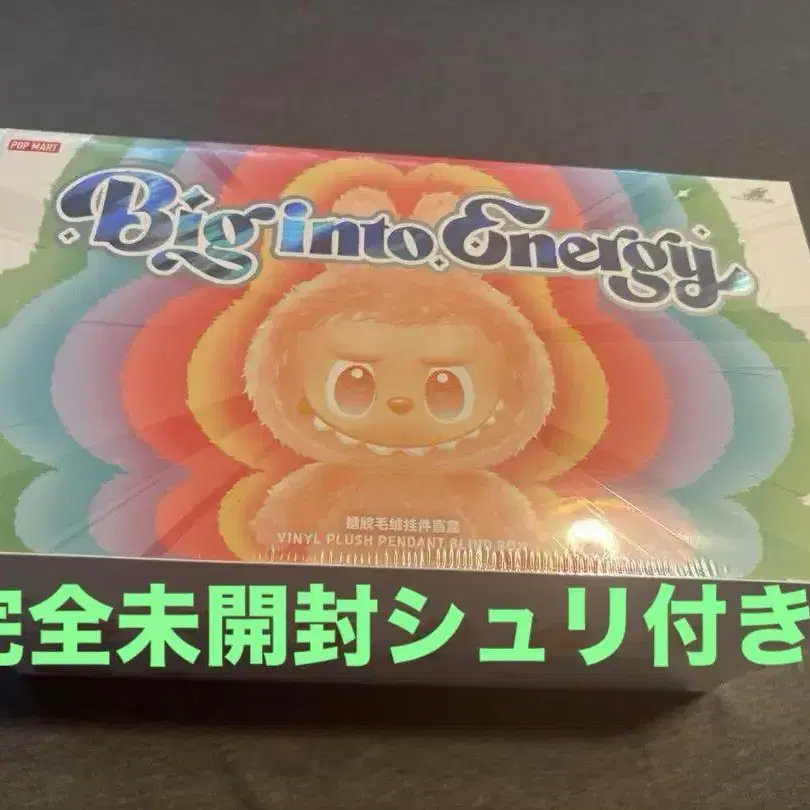 POP MART
Big into Energy
搪胶毛绒挂件盲盒
VINYL PLUSH PENDANT BLIND BOX
完全未開封シュリ付き